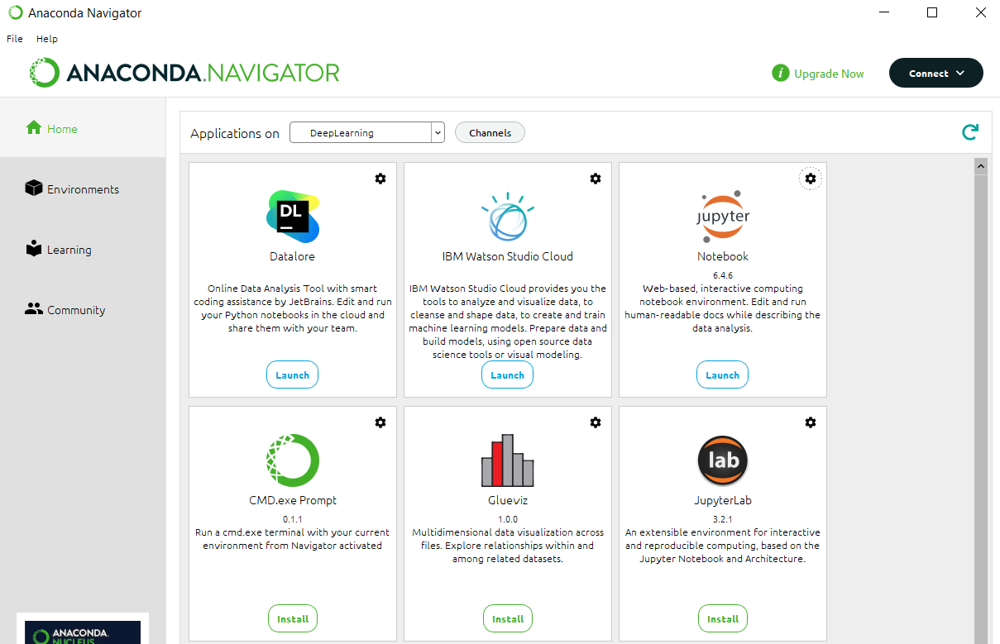 Anaconda Navigator
File Help
ANACONDA.NAVIGATOR
i Upgrade Now
Connect
Home
Environments
Learning
Community
Applications on
DeepLearning
Channels
DL
Datalore
Online Data Analysis Tool with smart
coding assistance by JetBrains. Edit and run
your Python notebooks in the cloud and
share them with your team.
Launch
IBM Watson Studio Cloud
IBM Watson Studio Cloud provides you the
tools to analyze and visualize data, to
cleanse and shape data, to create and train
machine learning models. Prepare data and
build models, using open source data
science tools or visual modeling.
Launch
jupyter
Notebook
6.4.6
Web-based, interactive computing
notebook environment. Edit and run
human-readable docs while describing the
data analysis.
Launch
CMD.exe Prompt
0.1.1
Run a cmd.exe terminal with your current
environment from Navigator activated
Install
Glueviz
1.0.0
Multidimensional data visualization across
files. Explore relationships within and
among related datasets.
Install
lab
JupyterLab
3.2.1
An extensible environment for interactive
and reproducible computing, based on the
Jupyter Notebook and Architecture.
Install
ANACONDA.
NUCLEUS